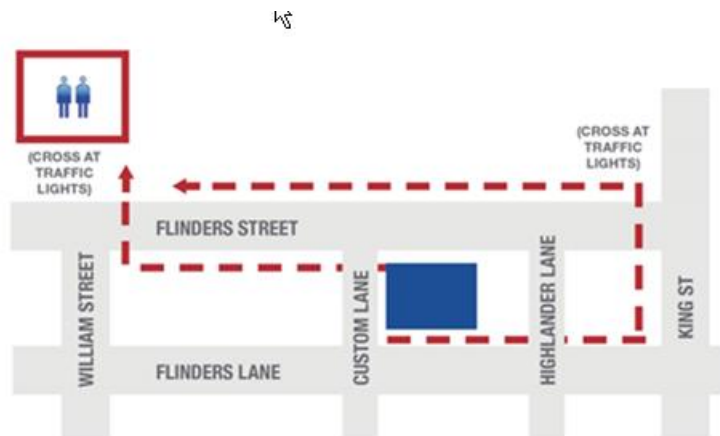 (CROSS AT
TRAFFIC
LIGHTS)
(CROSS AT
TRAFFIC
LIGHTS)
FLINDERS STREET
WILLIAM STREET
CUSTOM LANE
HIGHLANDER LANE
KING ST
FLINDERS LANE